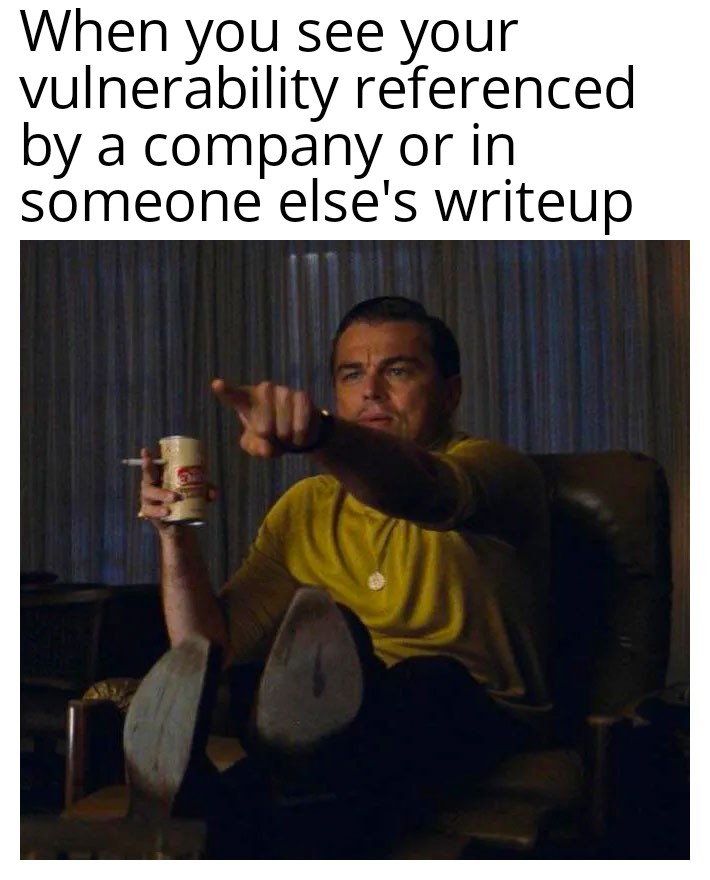 When you see your
vulnerability referenced
by a company or in
someone else's writeup